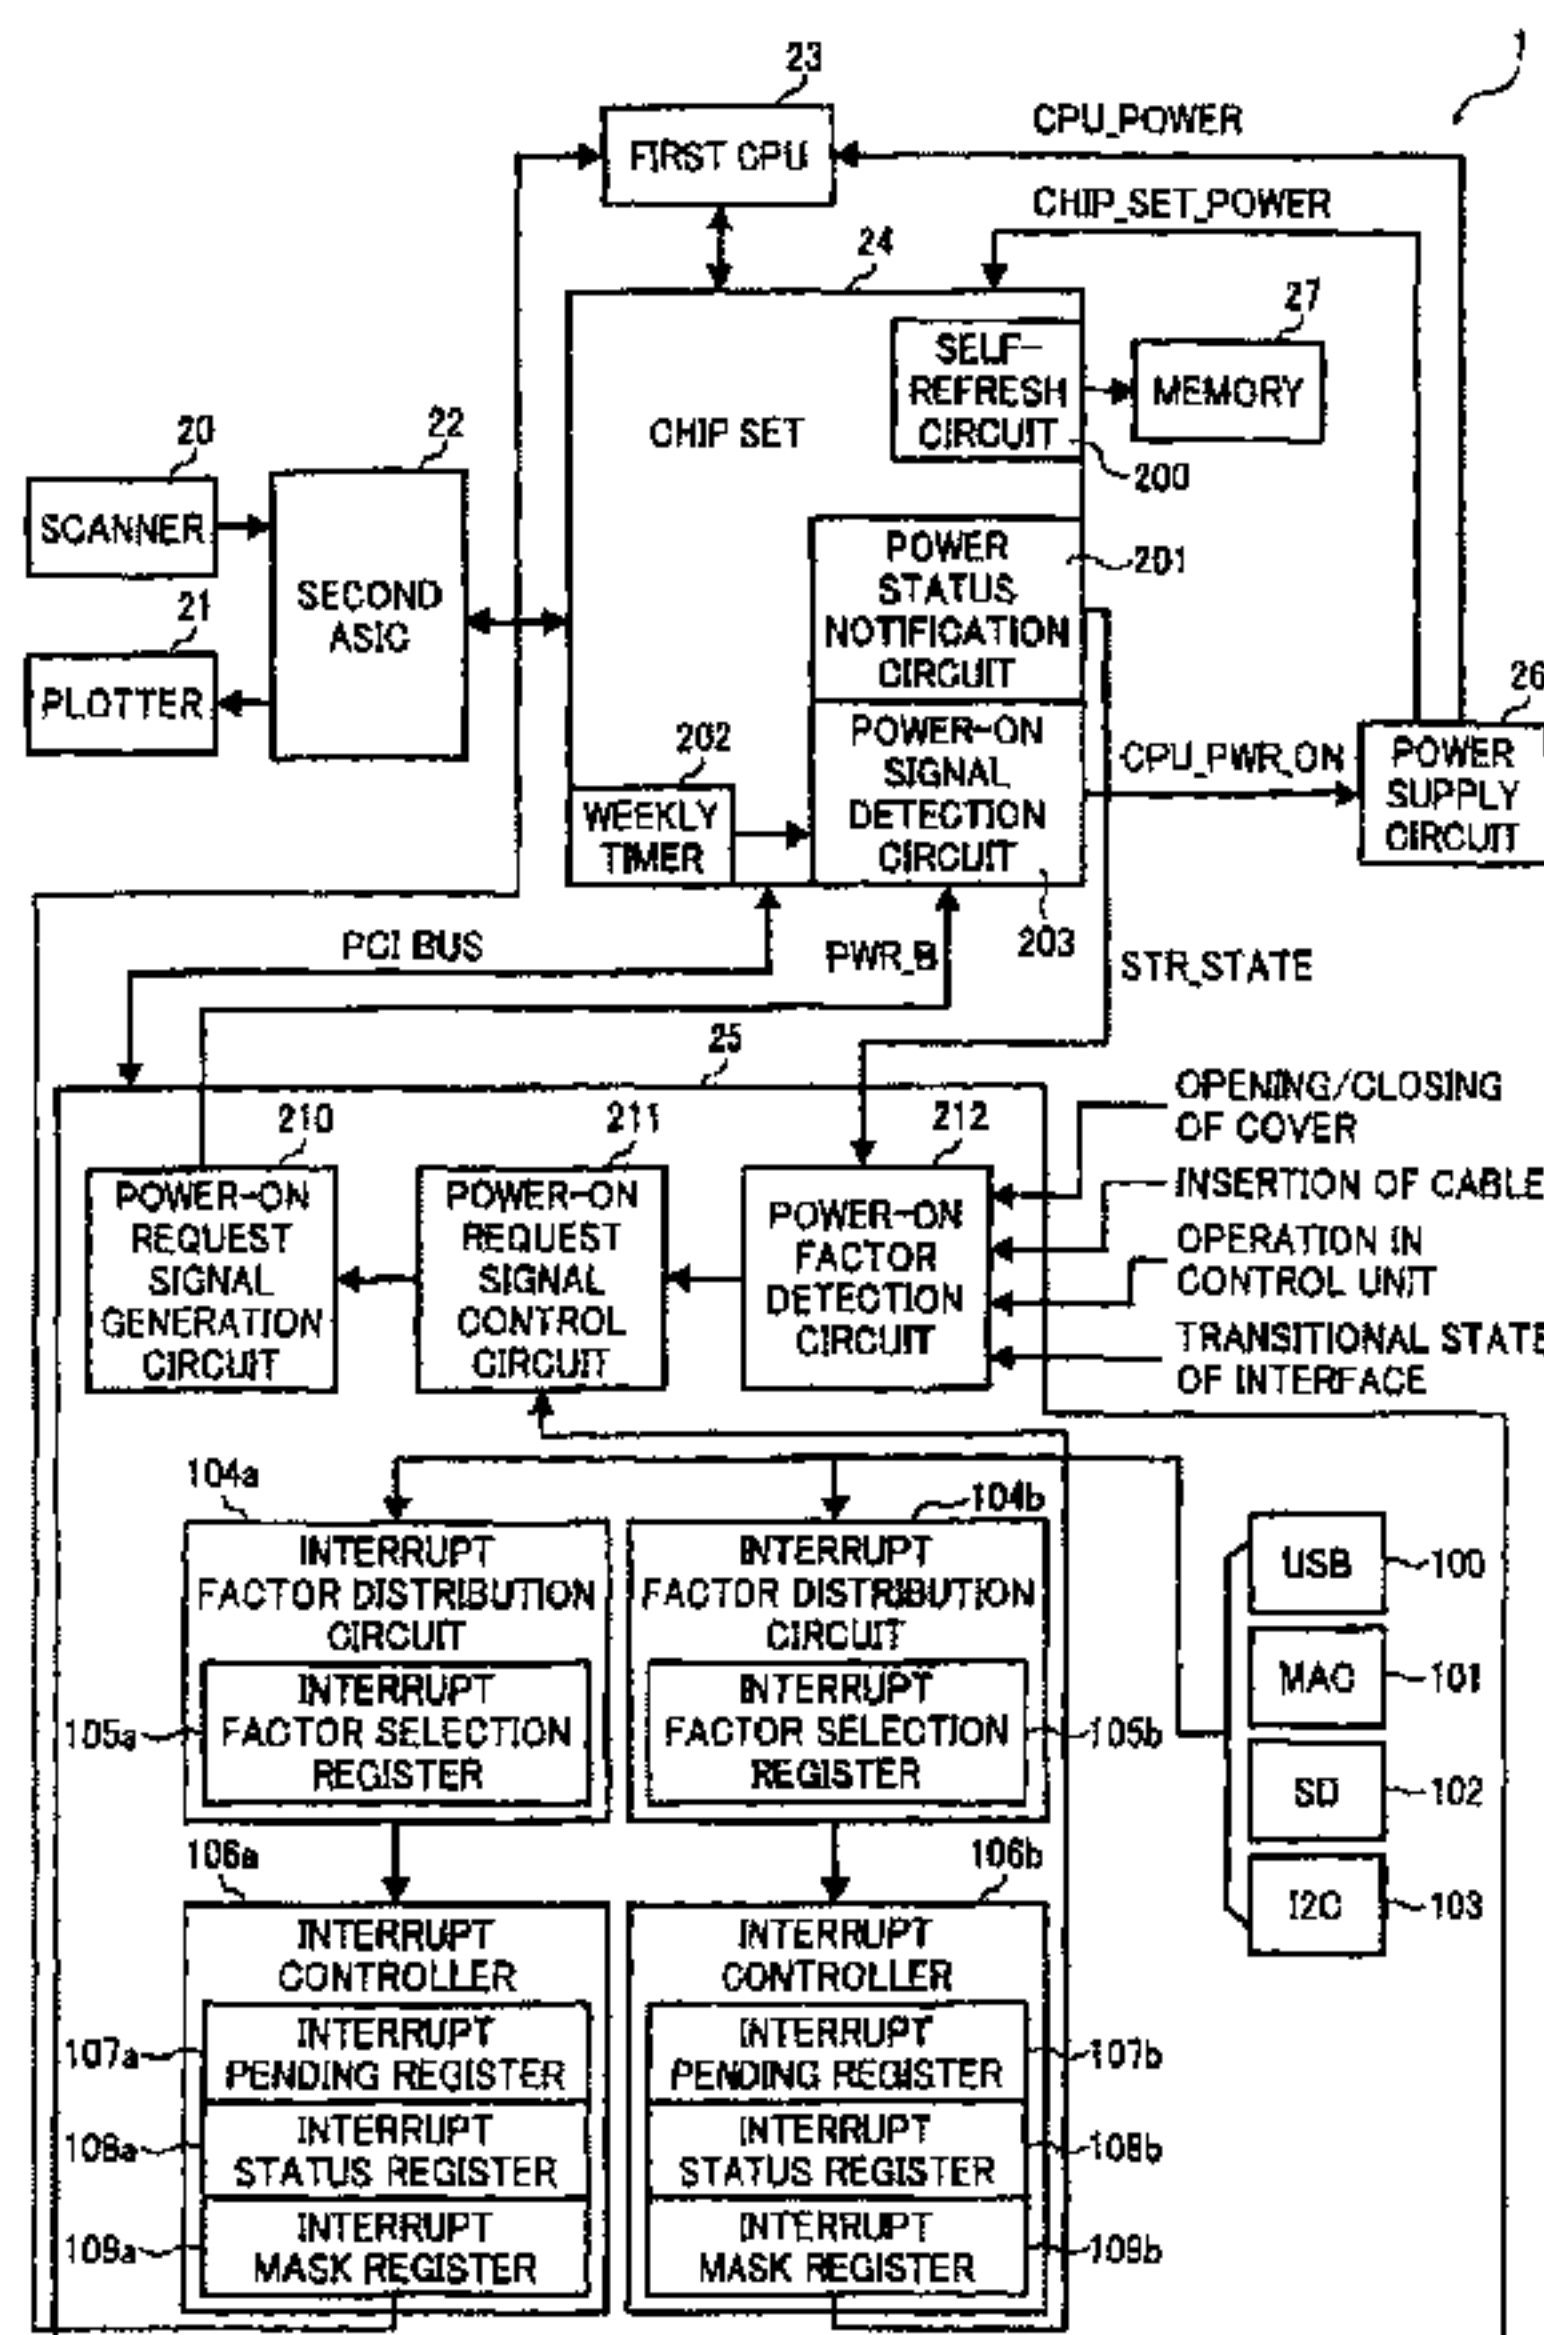 1
23
CPU_POWER
FIRST CPU
CHIP_SET_POWER
24
27
SELF-
REFRESH
CIRCUIT
MEMORY
CHIP SET
200
20
22
SCANNER
SECOND
ASIC
21
PLOTTER
POWER
STATUS
NOTIFICATION
CIRCUIT
201
26
202
POWER-ON
SIGNAL
DETECTION
CIRCUIT
CPU_PWR_ON
POWER
SUPPLY
CIRCUIT
WEEKLY
TIMER
PCI BUS
PWR_B
203
STR_STATE
25
210
211
212
OPENING/CLOSING
OF COVER
INSERTION OF CABLE
OPERATION IN
CONTROL UNIT
TRANSITIONAL STATE
OF INTERFACE
POWER-ON
REQUEST
SIGNAL
GENERATION
CIRCUIT
POWER-ON
REQUEST
SIGNAL
CONTROL
CIRCUIT
POWER-ON
FACTOR
DETECTION
CIRCUIT
104a
104b
INTERRUPT
FACTOR DISTRIBUTION
CIRCUIT
INTERRUPT
FACTOR DISTRIBUTION
CIRCUIT
USB
100
MAC
101
SD
102
I2C
103
105a
INTERRUPT
FACTOR SELECTION
REGISTER
INTERRUPT
FACTOR SELECTION
REGISTER
105b
106a
106b
INTERRUPT
CONTROLLER
INTERRUPT
CONTROLLER
107a
INTERRUPT
PENDING REGISTER
INTERRUPT
PENDING REGISTER
107b
108a
INTERRUPT
STATUS REGISTER
INTERRUPT
STATUS REGISTER
108b
109a
INTERRUPT
MASK REGISTER
INTERRUPT
MASK REGISTER
109b